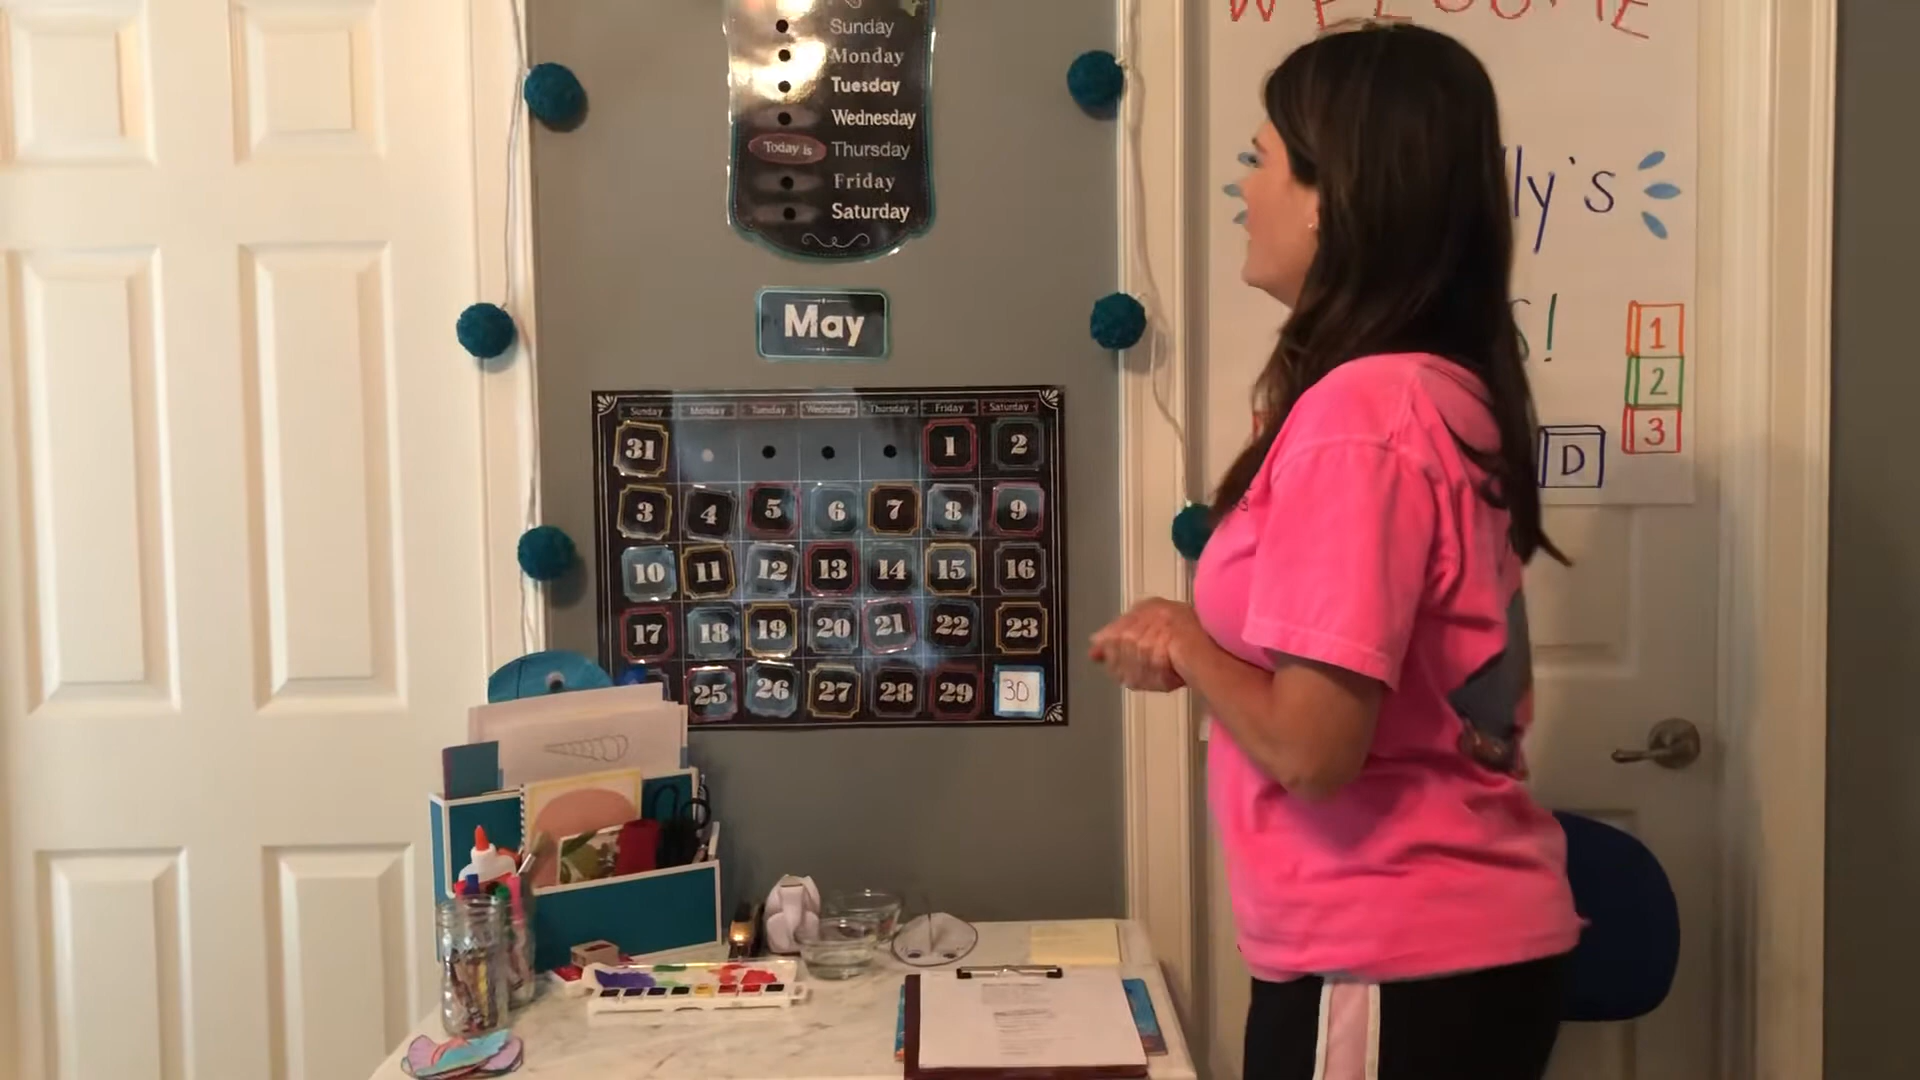 WELCOME
Sunday
Monday
Tuesday
Wednesday
Today is Thursday
Friday
Saturday
lly's
s!
1
2
3
D
May
Sunday Monday Tuesday Wednesday Thursday Friday Saturday
31 1 2
3 4 5 6 7 8 9
10 11 12 13 14 15 16
17 18 19 20 21 22 23
25 26 27 28 29 30